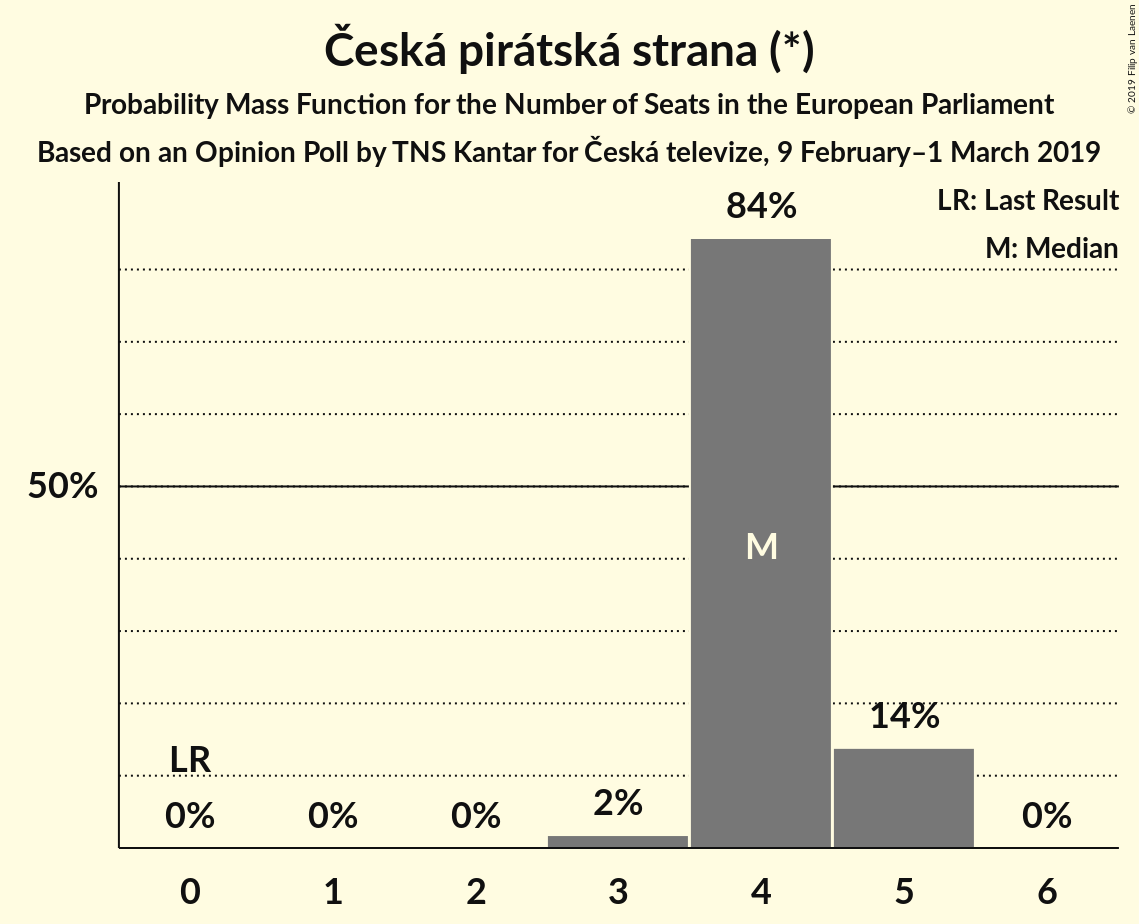 Česká pirátská strana (*)
Probability Mass Function for the Number of Seats in the European Parliament
Based on an Opinion Poll by TNS Kantar for Česká televize, 9 February–1 March 2019
© 2019 Filip van Laenen
LR: Last Result
M: Median
84%
50%
M
14%
LR
2%
0%
0%
0%
0%
0 1 2 3 4 5 6